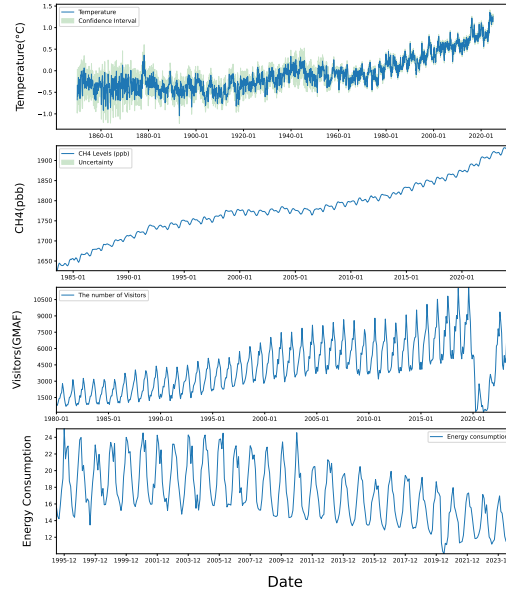 Temperature(°C)
1.5
1.0
0.5
0.0
−0.5
−1.0
Temperature
Confidence Interval
1860-01 1880-01 1900-01 1920-01 1940-01 1960-01 1980-01 2000-01 2020-01
CH4(pbb)
1900
1850
1800
1750
1700
1650
CH4 Levels (ppb)
Uncertainty
1985-01 1990-01 1995-01 2000-01 2005-01 2010-01 2015-01 2020-01
Visitors(GMAF)
10500
9000
7500
6000
4500
3000
1500
The number of Visitors
1980-01 1985-01 1990-01 1995-01 2000-01 2005-01 2010-01 2015-01 2020-01
Energy Consumption
24
22
20
18
16
14
12
Energy consumption
1995-12 1997-12 1999-12 2001-12 2003-12 2005-12 2007-12 2009-12 2011-12 2013-12 2015-12 2017-12 2019-12 2021-12 2023-12
Date